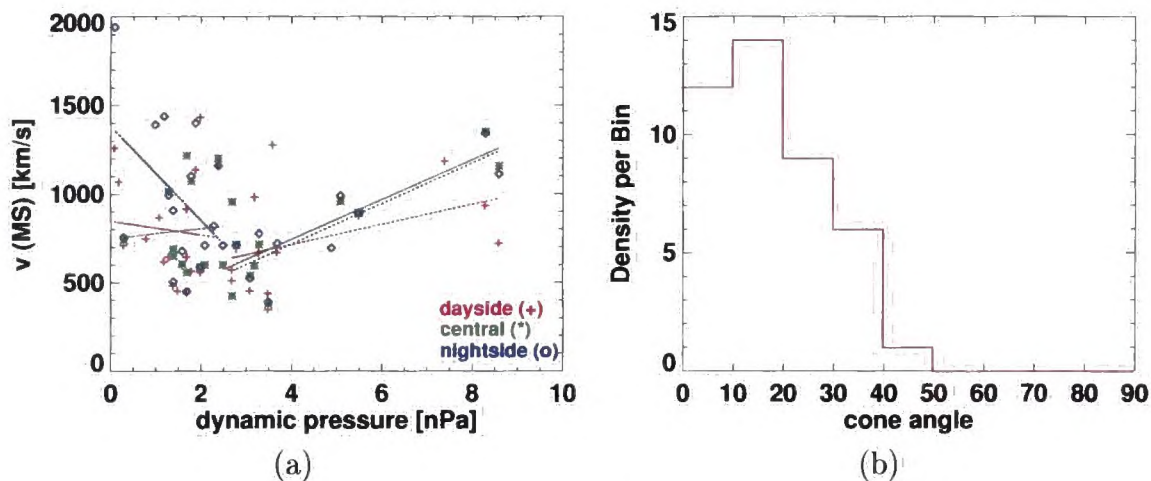 2000
1500
1000
500
0
v (MS) [km/s]
0 2 4 6 8 10
dynamic pressure [nPa]
dayside (+)
central (*)
nightside (o)
(a)
15
10
5
0
Density per Bin
0 10 20 30 40 50 60 70 80 90
cone angle
(b)